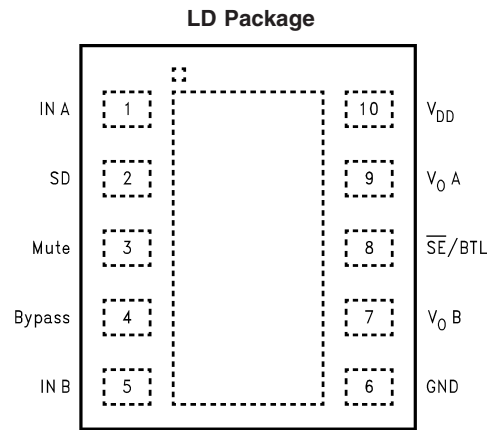 LD Package
IN A 1 10 V_DD
SD 2 9 V_O A
Mute 3 8 S̅E̅/BTL
Bypass 4 7 V_O B
IN B 5 6 GND